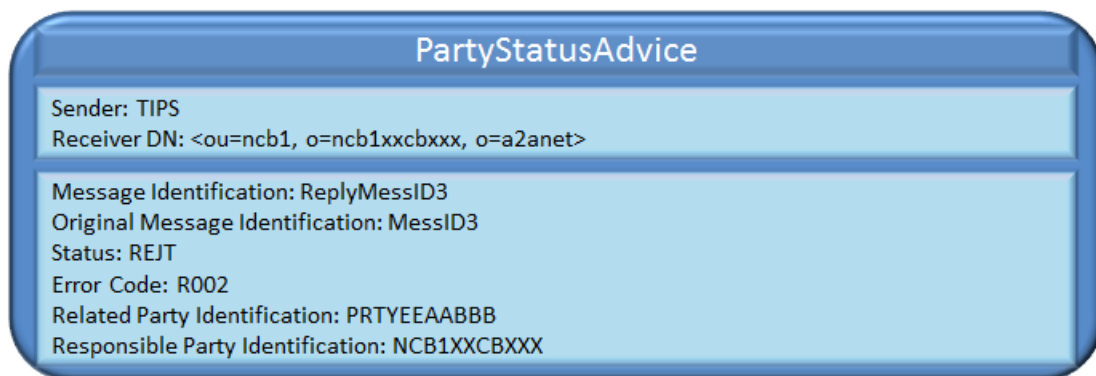 PartyStatusAdvice
Sender: TIPS
Receiver DN: <ou=ncb1, o=ncb1xxcbxxx, o=a2anet>
Message Identification: ReplyMessID3
Original Message Identification: MessID3
Status: REJT
Error Code: R002
Related Party Identification: PRTYEEAABBB
Responsible Party Identification: NCB1XXCBXXX